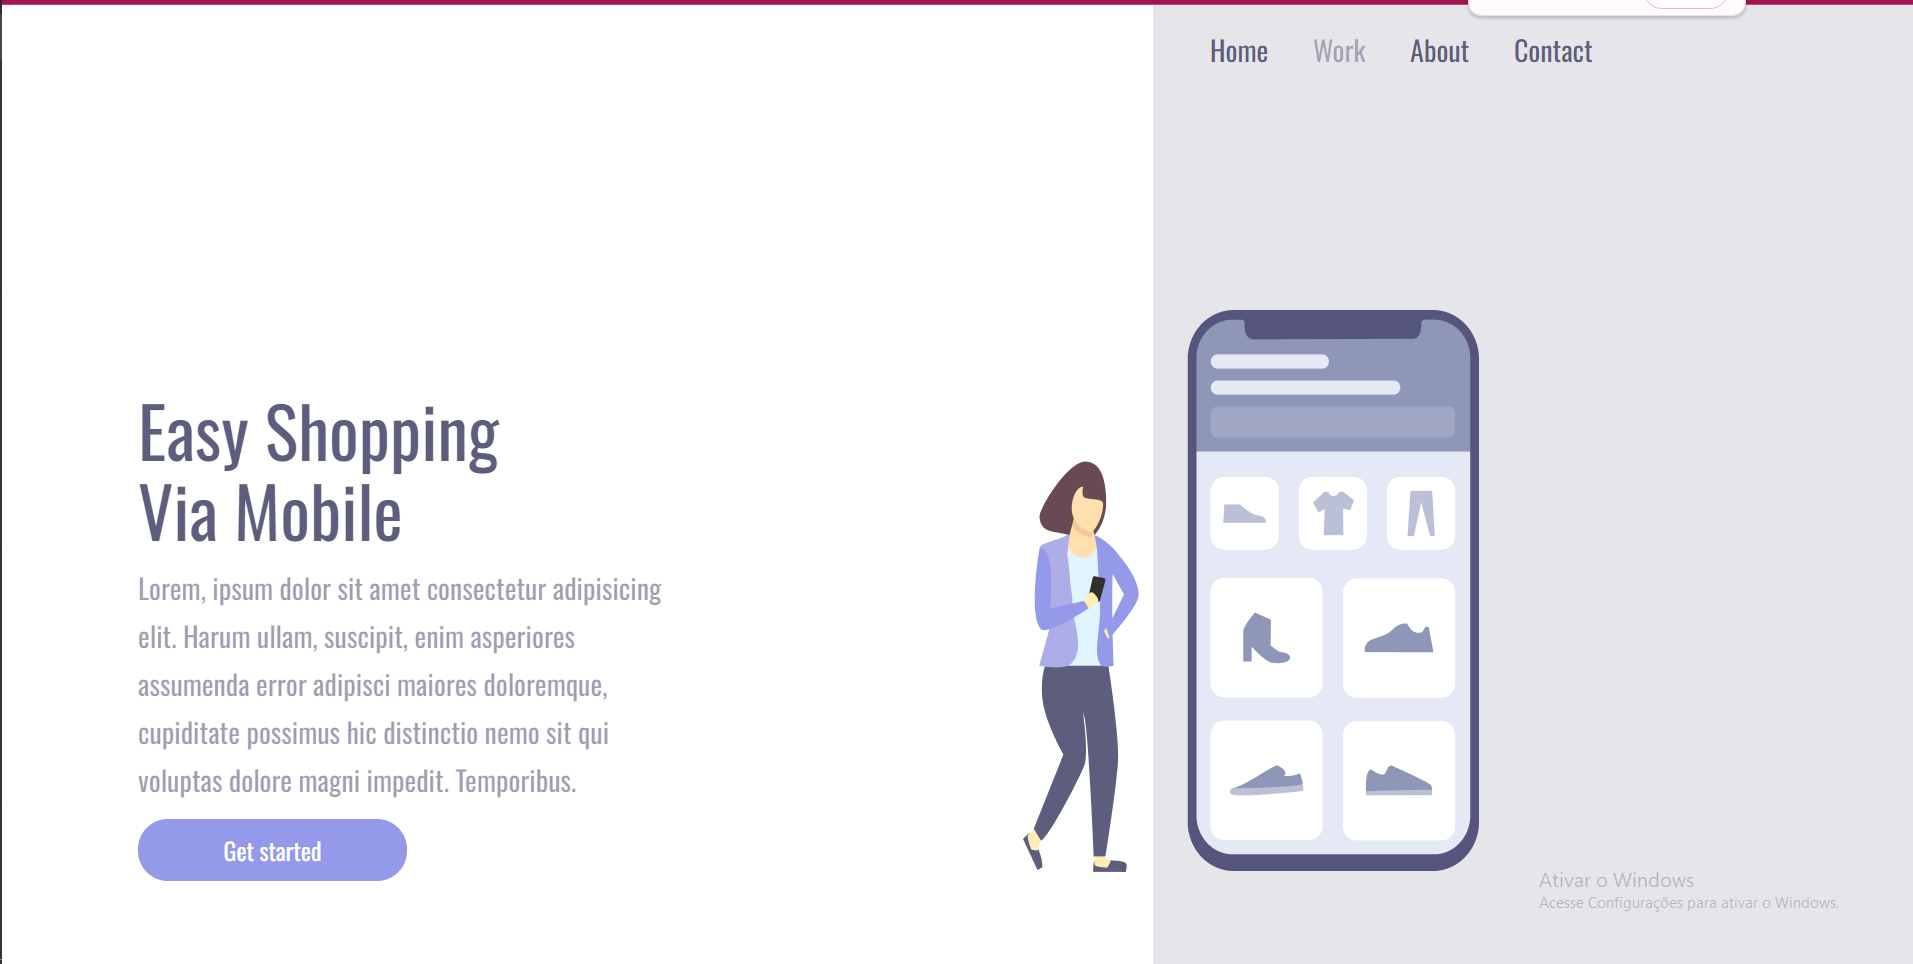 Home Work About Contact
Easy Shopping
Via Mobile
Lorem, ipsum dolor sit amet consectetur adipisicing
elit. Harum ullam, suscipit, enim asperiores
assumenda error adipisci maiores doloremque,
cupiditate possimus hic distinctio nemo sit qui
voluptas dolore magni impedit. Temporibus.
Get started
Ativar o Windows
Acesse Configurações para ativar o Windows.